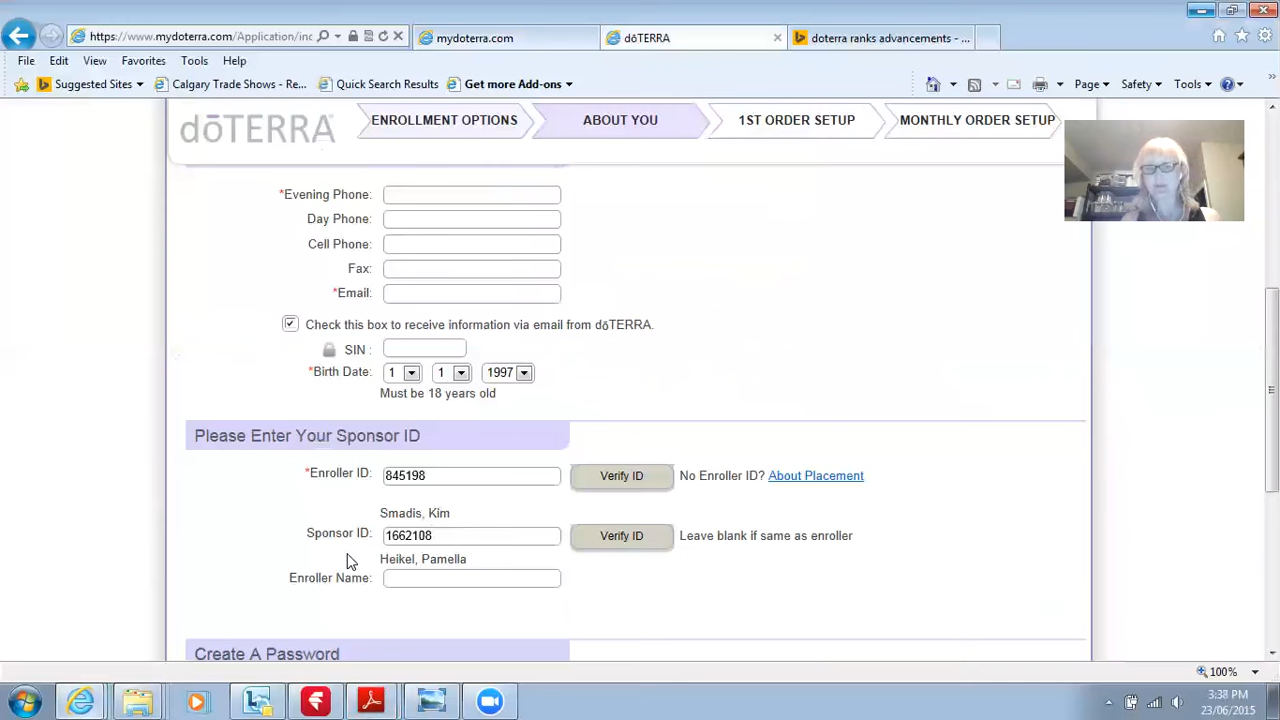 https://www.mydoterra.com/Application/inc
mydoterra.com
dōTERRA
doterra ranks advancements - ...
File Edit View Favorites Tools Help
Suggested Sites Calgary Trade Shows - Re... Quick Search Results Get more Add-ons Page Safety Tools
dōTERRA ENROLLMENT OPTIONS ABOUT YOU 1ST ORDER SETUP MONTHLY ORDER SETUP
*Evening Phone:
Day Phone:
Cell Phone:
Fax:
*Email:
Check this box to receive information via email from dōTERRA.
SIN :
*Birth Date: 1 1 1997
Must be 18 years old
Please Enter Your Sponsor ID
*Enroller ID: 845198 Verify ID No Enroller ID? About Placement
Smadis, Kim
Sponsor ID: 1662108 Verify ID Leave blank if same as enroller
Heikel, Pamella
Enroller Name:
Create A Password
100%
3:38 PM
23/06/2015